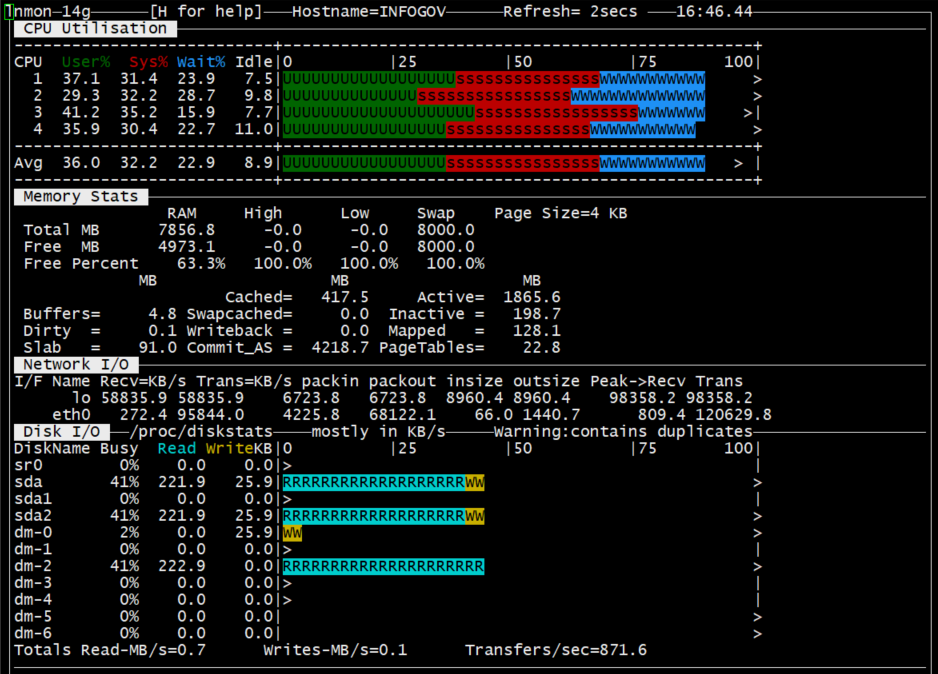 nmon─14g─────[H for help]───Hostname=INFOGOV─────Refresh= 2secs ───16:46.44
CPU Utilisation
---------------------------+-------------------------------------------------+
CPU User% Sys% Wait% Idle|0 |25 |50 |75 100|
1 37.1 31.4 23.9 7.5|UUUUUUUUUUUUUUUUUUsssssssssssssssWWWWWWWWWWW >
2 29.3 32.2 28.7 9.8|UUUUUUUUUUUUUUssssssssssssssssWWWWWWWWWWWWWW >
3 41.2 35.2 15.9 7.7|UUUUUUUUUUUUUUUUUUUUsssssssssssssssssWWWWWWW >|
4 35.9 30.4 22.7 11.0|UUUUUUUUUUUUUUUUUsssssssssssssssWWWWWWWWWWW >
---------------------------+-------------------------------------------------+
Avg 36.0 32.2 22.9 8.9|UUUUUUUUUUUUUUUUUssssssssssssssssWWWWWWWWWWW > |
---------------------------+-------------------------------------------------+
Memory Stats
RAM High Low Swap Page Size=4 KB
Total MB 7856.8 -0.0 -0.0 8000.0
Free MB 4973.1 -0.0 -0.0 8000.0
Free Percent 63.3% 100.0% 100.0% 100.0%
MB MB MB
Cached= 417.5 Active= 1865.6
Buffers= 4.8 Swapcached= 0.0 Inactive = 198.7
Dirty = 0.1 Writeback = 0.0 Mapped = 128.1
Slab = 91.0 Commit_AS = 4218.7 PageTables= 22.8
Network I/O
I/F Name Recv=KB/s Trans=KB/s packin packout insize outsize Peak->Recv Trans
lo 58835.9 58835.9 6723.8 6723.8 8960.4 8960.4 98358.2 98358.2
eth0 272.4 95844.0 4225.8 68122.1 66.0 1440.7 809.4 120629.8
Disk I/O ──/proc/diskstats────mostly in KB/s─────Warning:contains duplicates
DiskName Busy Read WriteKB|0 |25 |50 |75 100|
sr0 0% 0.0 0.0|> |
sda 41% 221.9 25.9|RRRRRRRRRRRRRRRRRRRWW >
sda1 0% 0.0 0.0|> |
sda2 41% 221.9 25.9|RRRRRRRRRRRRRRRRRRRWW >
dm-0 2% 0.0 25.9|WW >
dm-1 0% 0.0 0.0|> |
dm-2 41% 222.9 0.0|RRRRRRRRRRRRRRRRRRRRR >
dm-3 0% 0.0 0.0|> |
dm-4 0% 0.0 0.0|> |
dm-5 0% 0.0 0.0| >
dm-6 0% 0.0 0.0| >
Totals Read-MB/s=0.7 Writes-MB/s=0.1 Transfers/sec=871.6